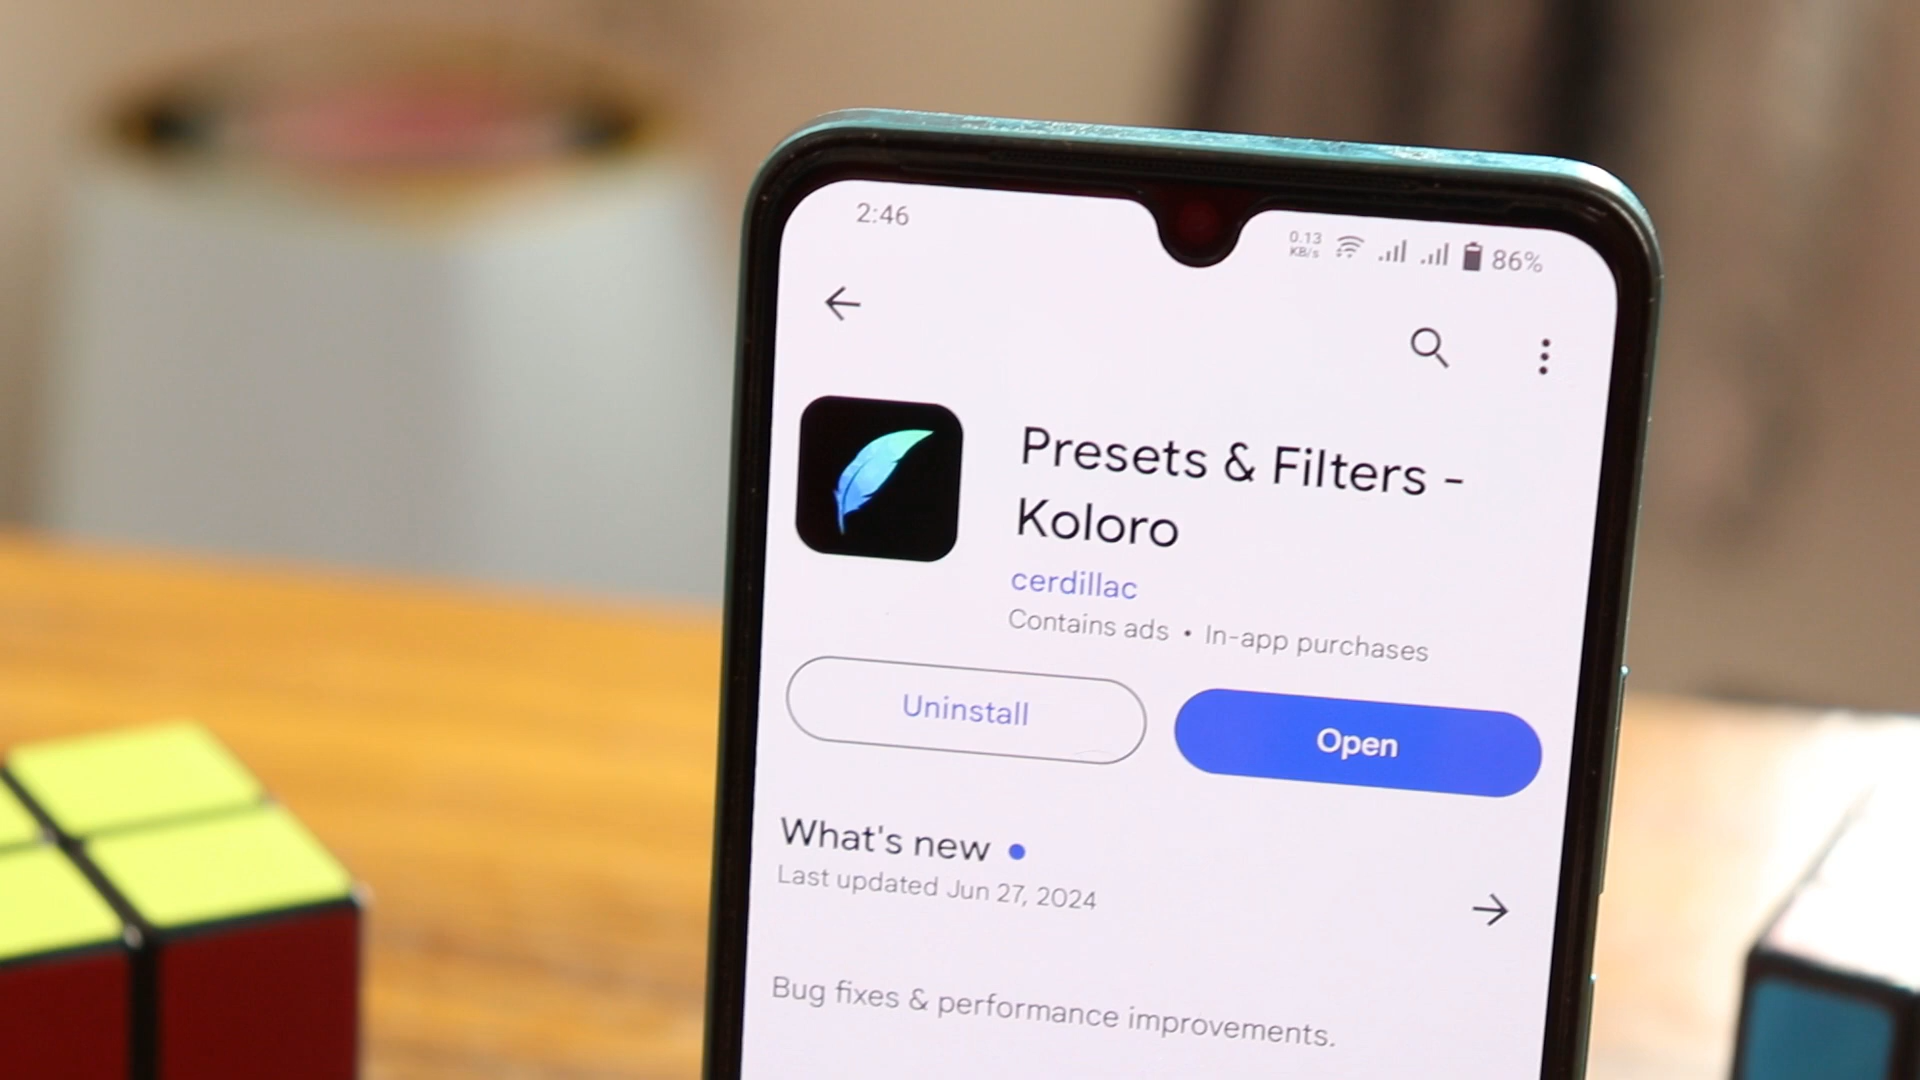 2:46
0.13
KB/s
86%
Presets & Filters -
Koloro
cerdillac
Contains ads • In-app purchases
Uninstall
Open
What's new
Last updated Jun 27, 2024
Bug fixes & performance improvements.